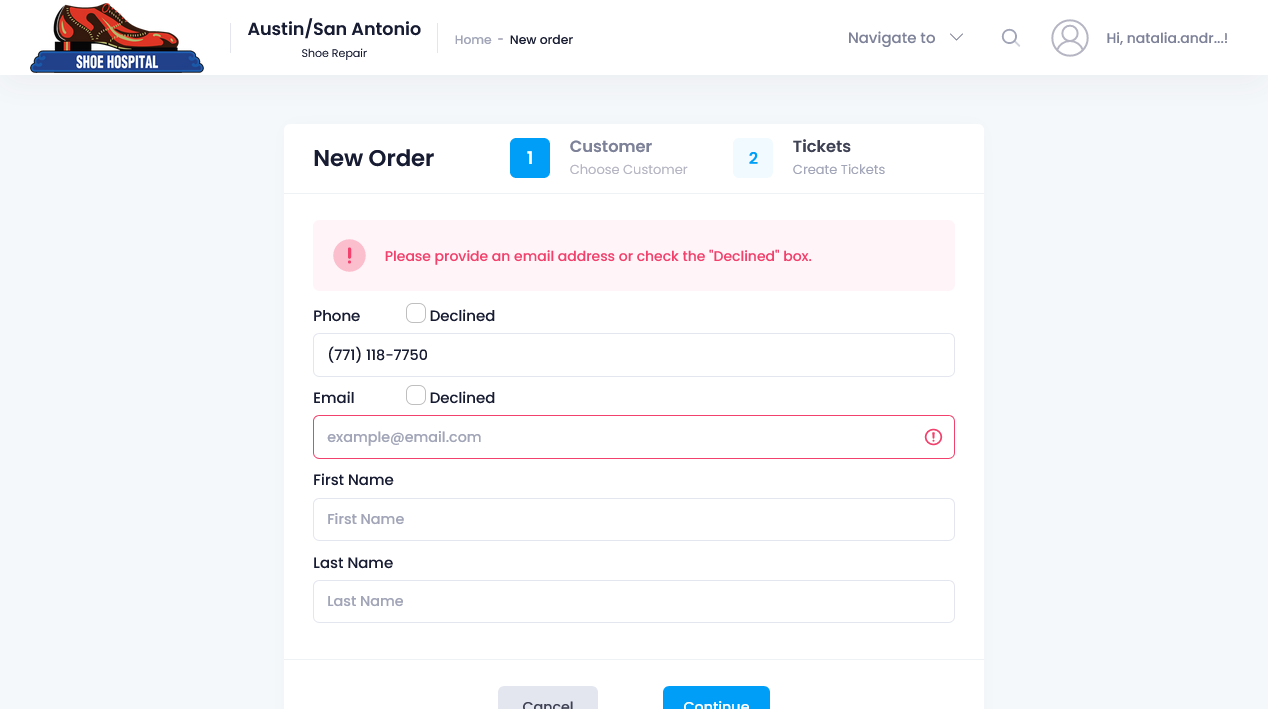 SHOE HOSPITAL
Austin/San Antonio
Shoe Repair
Home - New order
Navigate to
Hi, natalia.andr...!
New Order
1
Customer
Choose Customer
2
Tickets
Create Tickets
Please provide an email address or check the "Declined" box.
Phone
Declined
(771) 118-7750
Email
Declined
example@email.com
First Name
First Name
Last Name
Last Name
Cancel
Continue